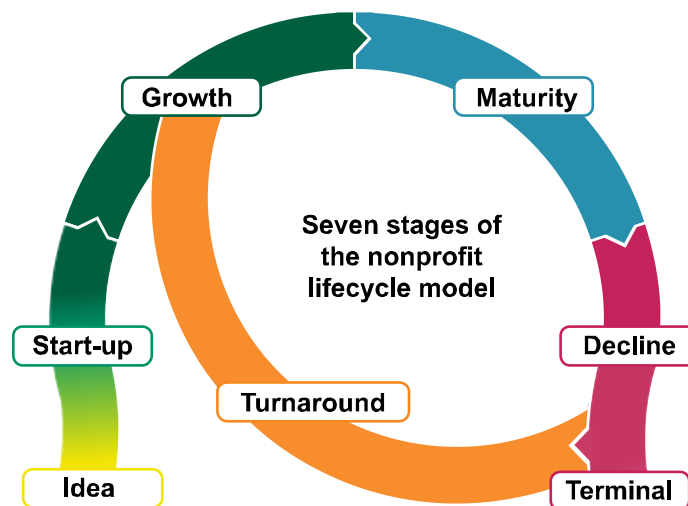 Growth
Maturity
Seven stages of
the nonprofit
lifecycle model
Start-up
Decline
Turnaround
Idea
Terminal